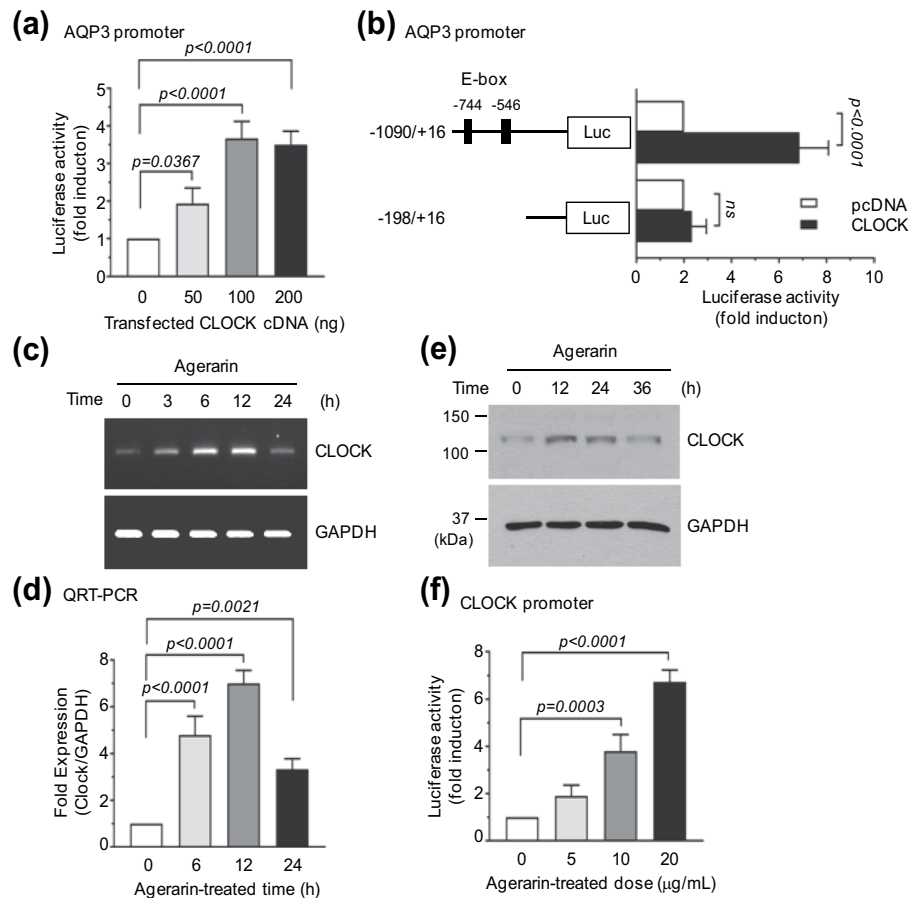 (a) AQP3 promoter
p<0.0001
p<0.0001
p=0.0367
Luciferase activity
(fold inducton)
5
4
3
2
1
0
0 50 100 200
Transfected CLOCK cDNA (ng)
(b) AQP3 promoter
E-box
-744 -546
-1090/+16 Luc
-198/+16 Luc
p<0.0001
ns
pcDNA
CLOCK
0 2 4 6 8 10
Luciferase activity
(fold inducton)
(c)
Agerarin
Time 0 3 6 12 24 (h)
CLOCK
GAPDH
(e)
Agerarin
Time 0 12 24 36 (h)
150
100
CLOCK
37
(kDa)
GAPDH
(d) QRT-PCR
p=0.0021
p<0.0001
p<0.0001
Fold Expression
(Clock/GAPDH)
8
6
4
2
0
0 6 12 24
Agerarin-treated time (h)
(f) CLOCK promoter
p<0.0001
p=0.0003
Luciferase activity
(fold inducton)
8
6
4
2
0
0 5 10 20
Agerarin-treated dose (μg/mL)